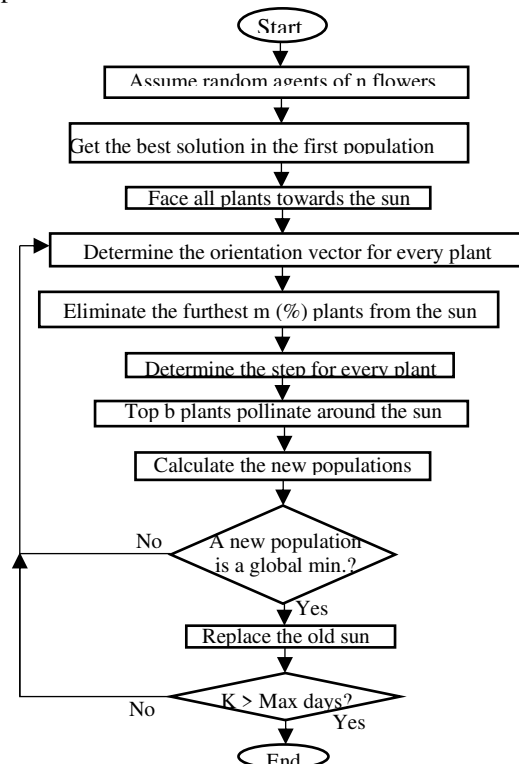 Start
Assume random agents of n flowers
Get the best solution in the first population
Face all plants towards the sun
Determine the orientation vector for every plant
Eliminate the furthest m (%) plants from the sun
Determine the step for every plant
Top b plants pollinate around the sun
Calculate the new populations
No
A new population
is a global min.?
Yes
Replace the old sun
K > Max days?
No
Yes
End